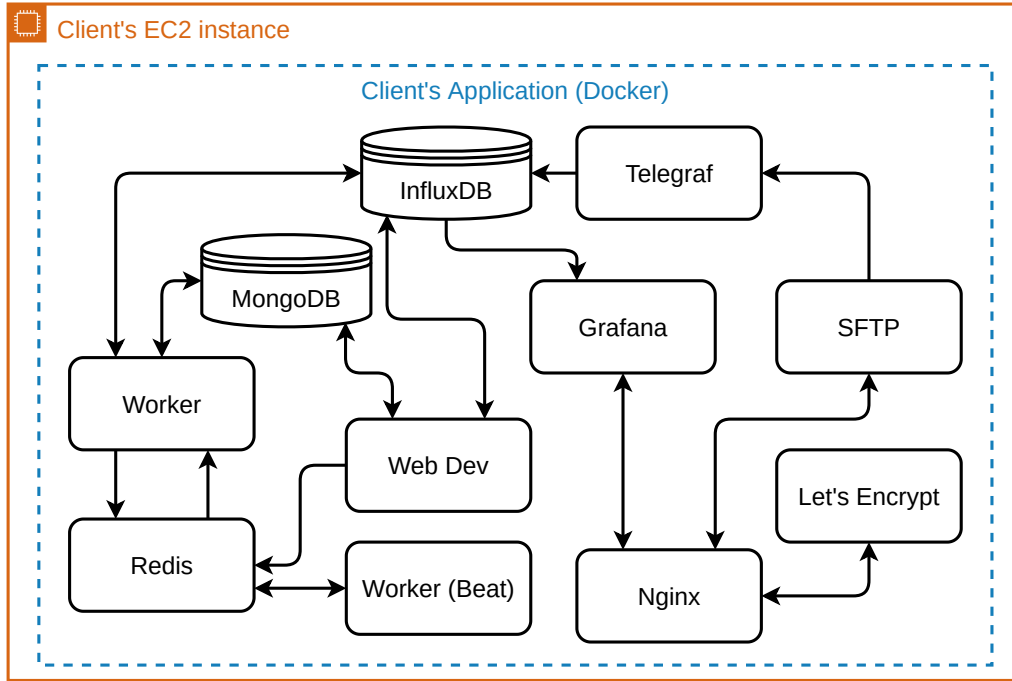 Client's EC2 instance
Client's Application (Docker)
InfluxDB
Telegraf
MongoDB
Grafana
SFTP
Worker
Web Dev
Let's Encrypt
Redis
Worker (Beat)
Nginx